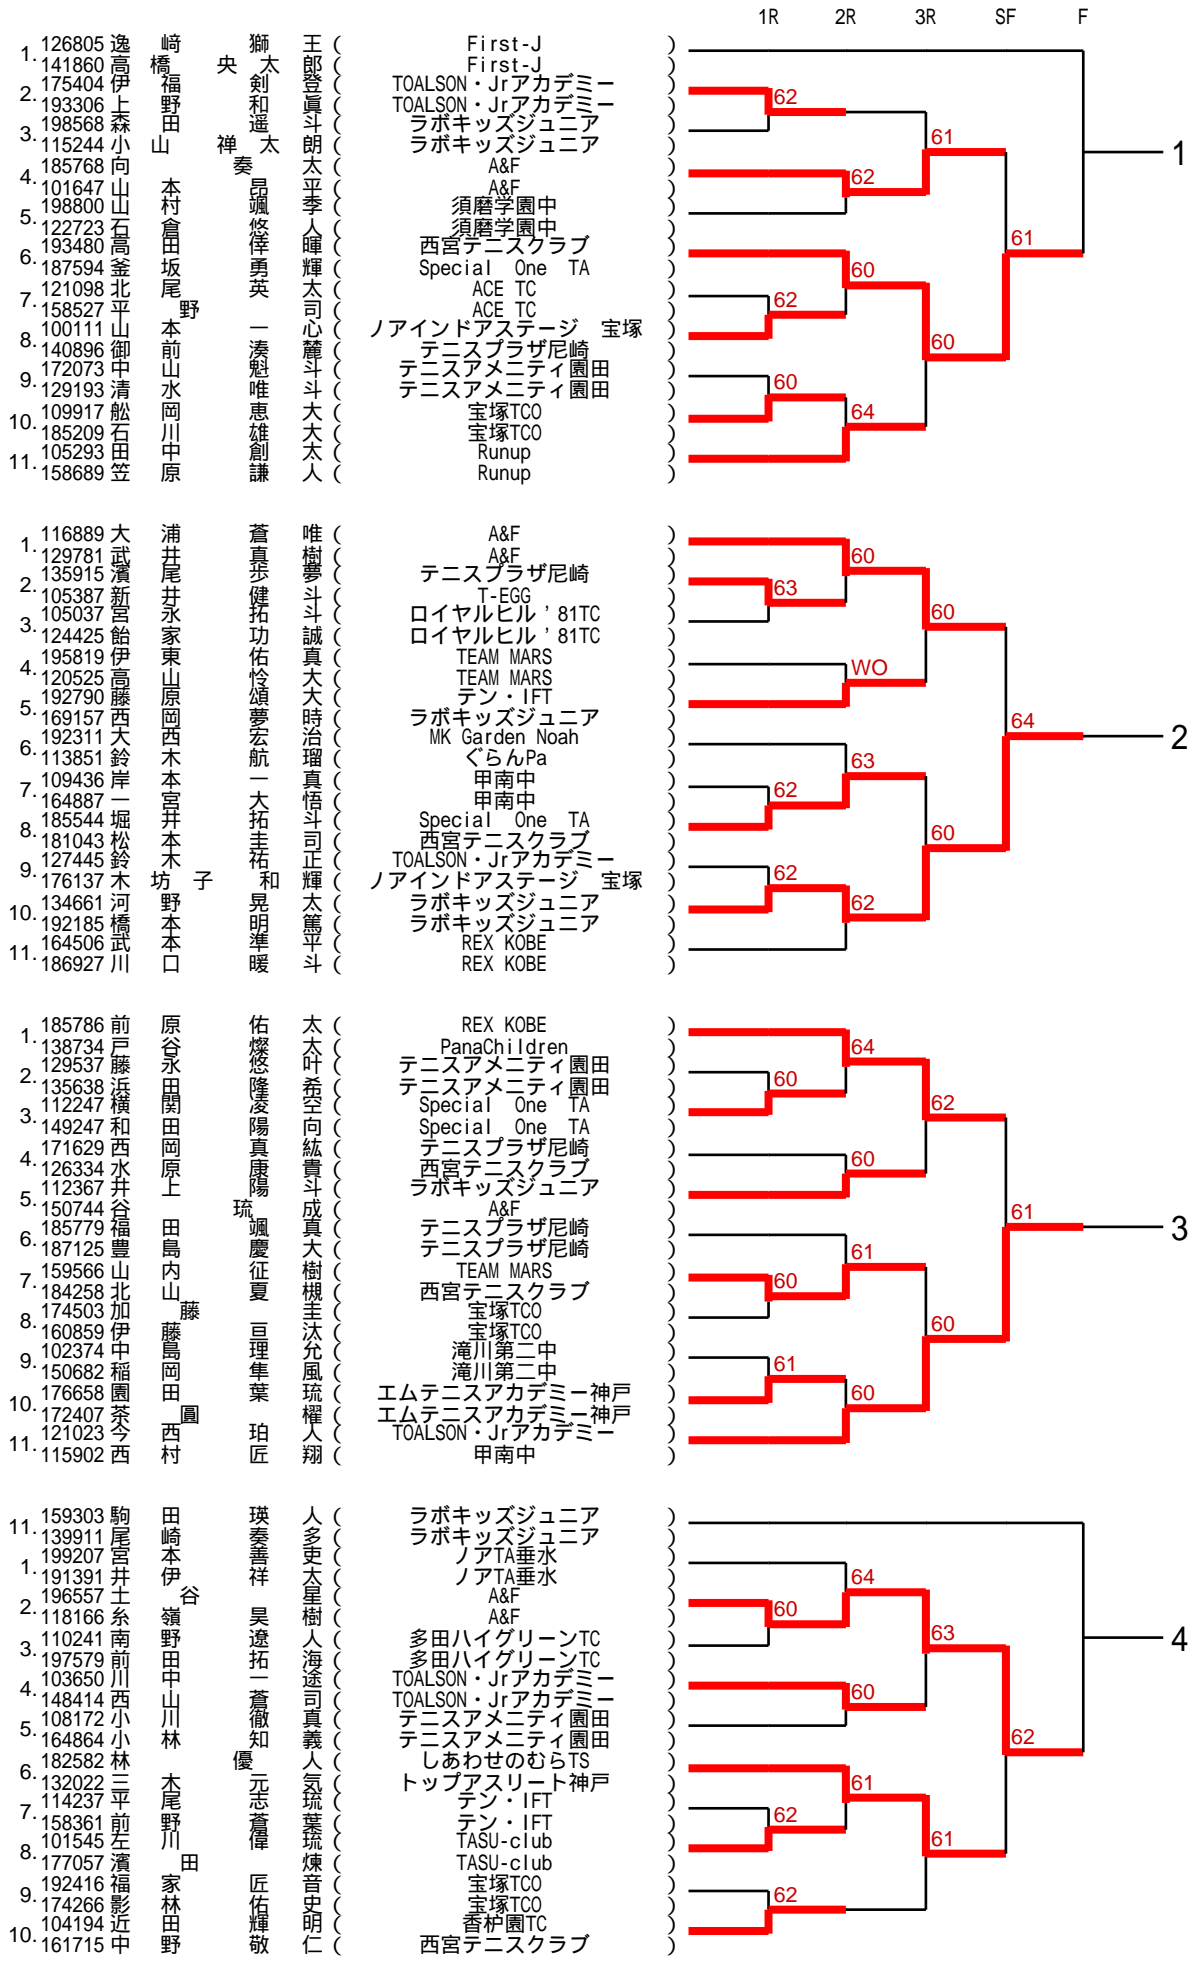 1R 2R 3R SF F
1. 126805 逸 﨑 獅 王 ( First-J )
141860 高 橋 央 太 郎 ( First-J )
2. 175404 伊 福 剣 登 ( TOALSON・Jrアカデミー )
193306 上 野 和 眞 ( TOALSON・Jrアカデミー ) 62
3. 198568 森 田 遥 斗 ( ラボキッズジュニア )
115244 小 山 禅 太 朗 ( ラボキッズジュニア ) 61
1
4. 185768 向 奏 太 ( A&F )
101647 山 本 昂 平 ( A&F ) 62
5. 198800 山 村 颯 季 ( 須磨学園中 )
122723 石 倉 悠 人 ( 須磨学園中 )
61
6. 193480 高 田 倖 暉 ( 西宮テニスクラブ )
187594 釜 坂 勇 輝 ( Special One TA ) 60
7. 121098 北 尾 英 太 ( ACE TC )
158527 平 野 司 ( ACE TC ) 62
8. 100111 山 本 一 心 ( ノアインドアステージ 宝塚 )
140896 御 前 湊 麓 ( テニスプラザ尼崎 ) 60
9. 172073 中 山 魁 斗 ( テニスアメニティ園田 )
129193 清 水 唯 斗 ( テニスアメニティ園田 ) 60
10. 109917 舩 岡 恵 大 ( 宝塚TCO ) 64
185209 石 川 雄 大 ( 宝塚TCO )
11. 105293 田 中 創 太 ( Runup )
158689 笠 原 謙 人 ( Runup )
1. 116889 大 浦 蒼 唯 ( A&F )
129781 武 井 真 樹 ( A&F ) 60
2. 135915 濱 尾 歩 夢 ( テニスプラザ尼崎 )
105387 新 井 健 斗 ( T-EGG ) 63
3. 105037 宮 永 拓 斗 ( ロイヤルヒル'81TC ) 60
124425 飴 家 功 誠 ( ロイヤルヒル'81TC )
4. 195819 伊 東 佑 真 ( TEAM MARS )
120525 高 山 怜 大 ( TEAM MARS ) WO
5. 192790 藤 原 頌 大 ( テン・IFT )
169157 西 岡 夢 時 ( ラボキッズジュニア ) 64
2
6. 192311 大 西 宏 治 ( MK Garden Noah )
113851 鈴 木 航 瑠 ( ぐらんPa ) 63
7. 109436 岸 本 一 真 ( 甲南中 )
164887 一 宮 大 悟 ( 甲南中 ) 62
8. 185544 堀 井 拓 斗 ( Special One TA )
181043 松 本 圭 司 ( 西宮テニスクラブ ) 60
9. 127445 鈴 木 祐 正 ( TOALSON・Jrアカデミー )
176137 木 坊 子 和 輝 ( ノアインドアステージ 宝塚 ) 62
10. 134661 河 野 晃 太 ( ラボキッズジュニア ) 62
192185 橋 本 明 篤 ( ラボキッズジュニア )
11. 164506 武 本 準 平 ( REX KOBE )
186927 川 口 暖 斗 ( REX KOBE )
1. 185786 前 原 佑 太 ( REX KOBE )
138734 戸 谷 燦 太 ( PanaChildren ) 64
2. 129537 藤 永 悠 叶 ( テニスアメニティ園田 )
135638 浜 田 隆 希 ( テニスアメニティ園田 ) 60
3. 112247 横 関 凌 空 ( Special One TA ) 62
149247 和 田 陽 向 ( Special One TA )
4. 171629 西 岡 真 紘 ( テニスプラザ尼崎 )
126334 水 原 康 貴 ( 西宮テニスクラブ ) 60
5. 112367 井 上 陽 斗 ( ラボキッズジュニア )
150744 谷 琉 成 ( A&F ) 61
3
6. 185779 福 田 颯 真 ( テニスプラザ尼崎 )
187125 豊 島 慶 大 ( テニスプラザ尼崎 ) 61
7. 159566 山 内 征 樹 ( TEAM MARS )
184258 北 山 夏 槻 ( 西宮テニスクラブ ) 60
8. 174503 加 藤 圭 ( 宝塚TCO )
160859 伊 藤 亘 汰 ( 宝塚TCO ) 60
9. 102374 中 島 理 允 ( 滝川第二中 )
150682 稲 岡 隼 風 ( 滝川第二中 ) 61
10. 176658 園 田 葉 琉 ( エムテニスアカデミー神戸 ) 60
172407 茶 圓 櫂 ( エムテニスアカデミー神戸 )
11. 121023 今 西 珀 人 ( TOALSON・Jrアカデミー )
115902 西 村 匠 翔 ( 甲南中 )
11. 159303 駒 田 瑛 人 ( ラボキッズジュニア )
139911 尾 崎 奏 多 ( ラボキッズジュニア )
1. 199207 宮 本 善 吏 ( ノアTA垂水 )
191391 井 伊 祥 太 ( ノアTA垂水 ) 64
2. 196557 土 谷 星 ( A&F )
118166 糸 嶺 昊 樹 ( A&F ) 60
3. 110241 南 野 遼 人 ( 多田ハイグリーンTC ) 63
197579 前 田 拓 海 ( 多田ハイグリーンTC )
4
4. 103650 川 中 一 途 ( TOALSON・Jrアカデミー )
148414 西 山 蒼 司 ( TOALSON・Jrアカデミー ) 60
5. 108172 小 川 徹 真 ( テニスアメニティ園田 )
164864 小 林 知 義 ( テニスアメニティ園田 ) 62
6. 182582 林 優 人 ( しあわせのむらTS )
132022 三 木 元 気 ( トップアスリート神戸 ) 61
7. 114237 平 尾 志 琉 ( テン・IFT )
158361 前 野 蒼 葉 ( テン・IFT ) 62
8. 101545 左 川 偉 琉 ( TASU-club ) 61
177057 濱 田 煉 ( TASU-club )
9. 192416 福 家 匠 音 ( 宝塚TCO )
174266 影 林 佑 史 ( 宝塚TCO ) 62
10. 104194 近 田 輝 明 ( 香枦園TC )
161715 中 野 敬 仁 ( 西宮テニスクラブ )